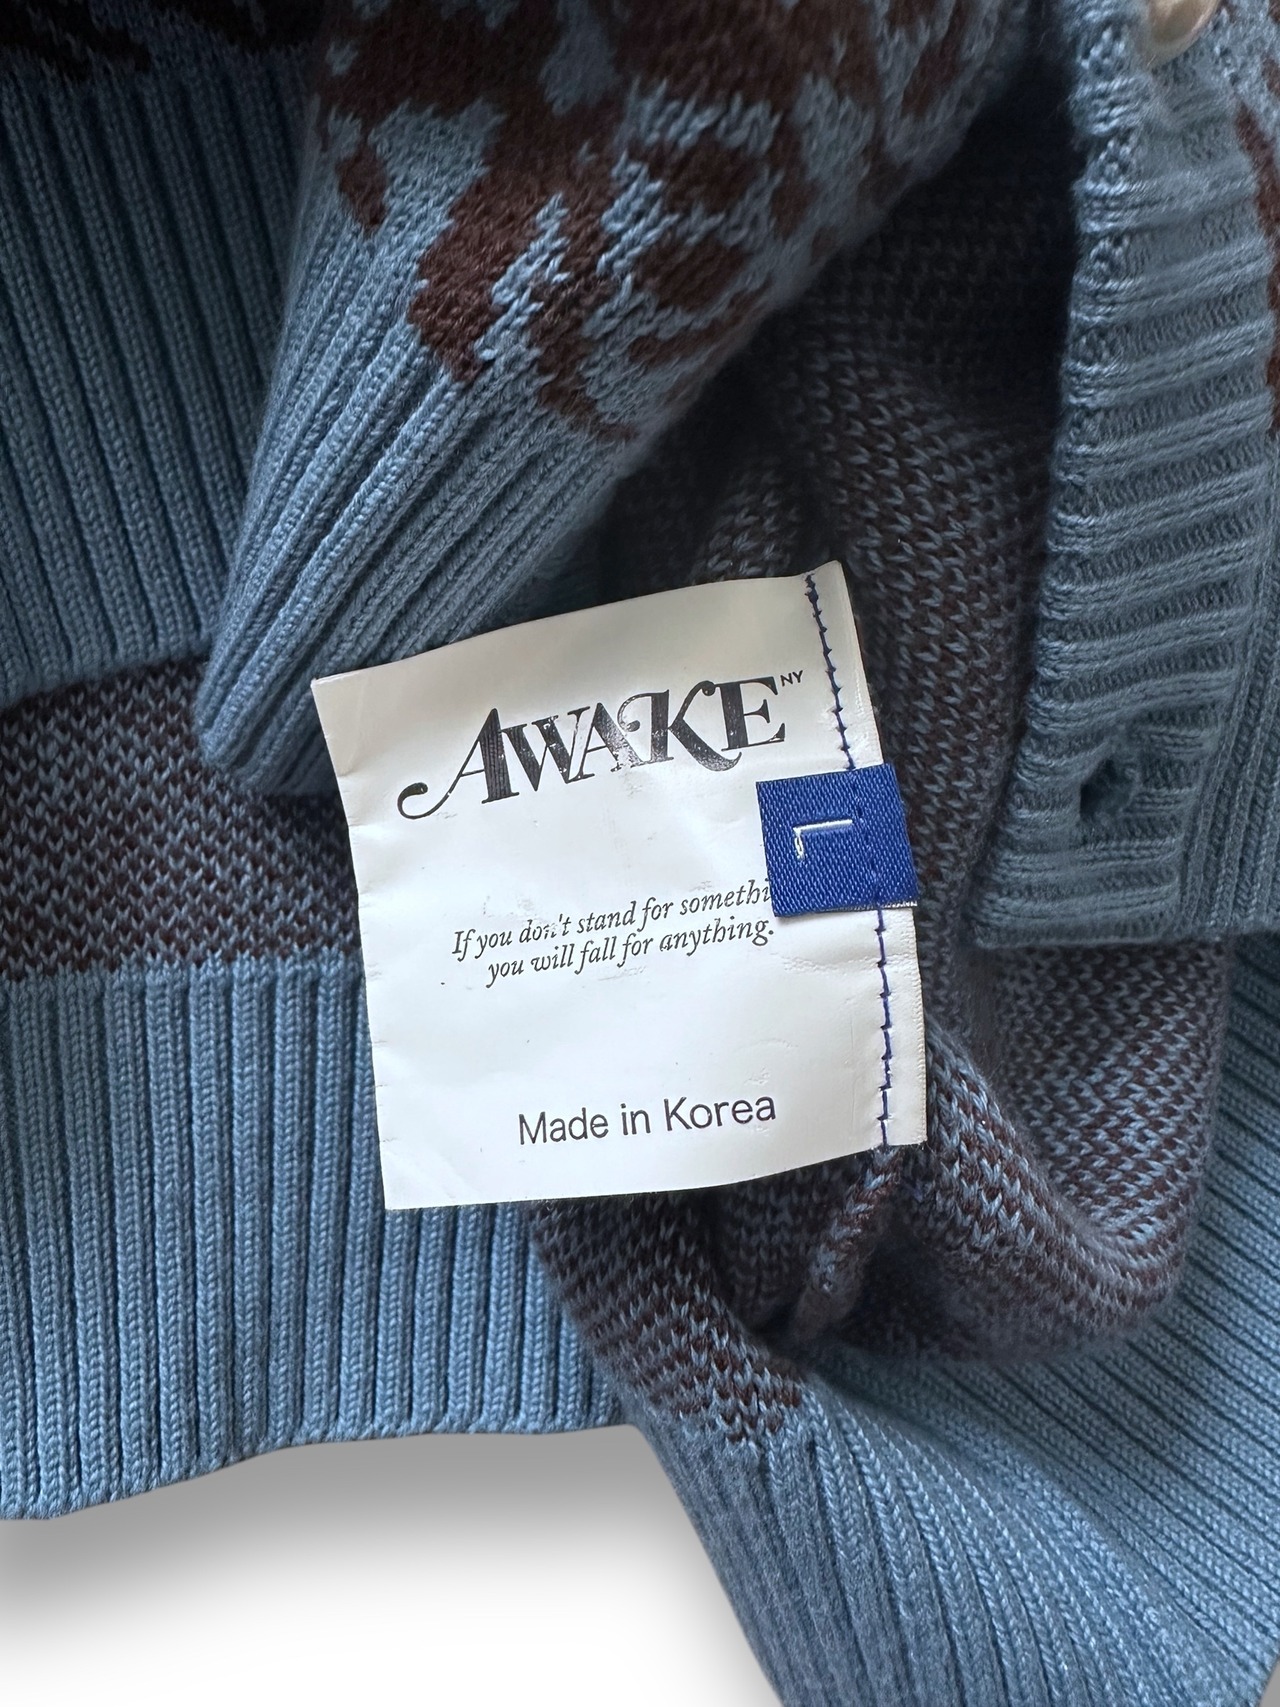 AWAKE NY
L
If you don't stand for somethi
you will fall for anything.
Made in Korea